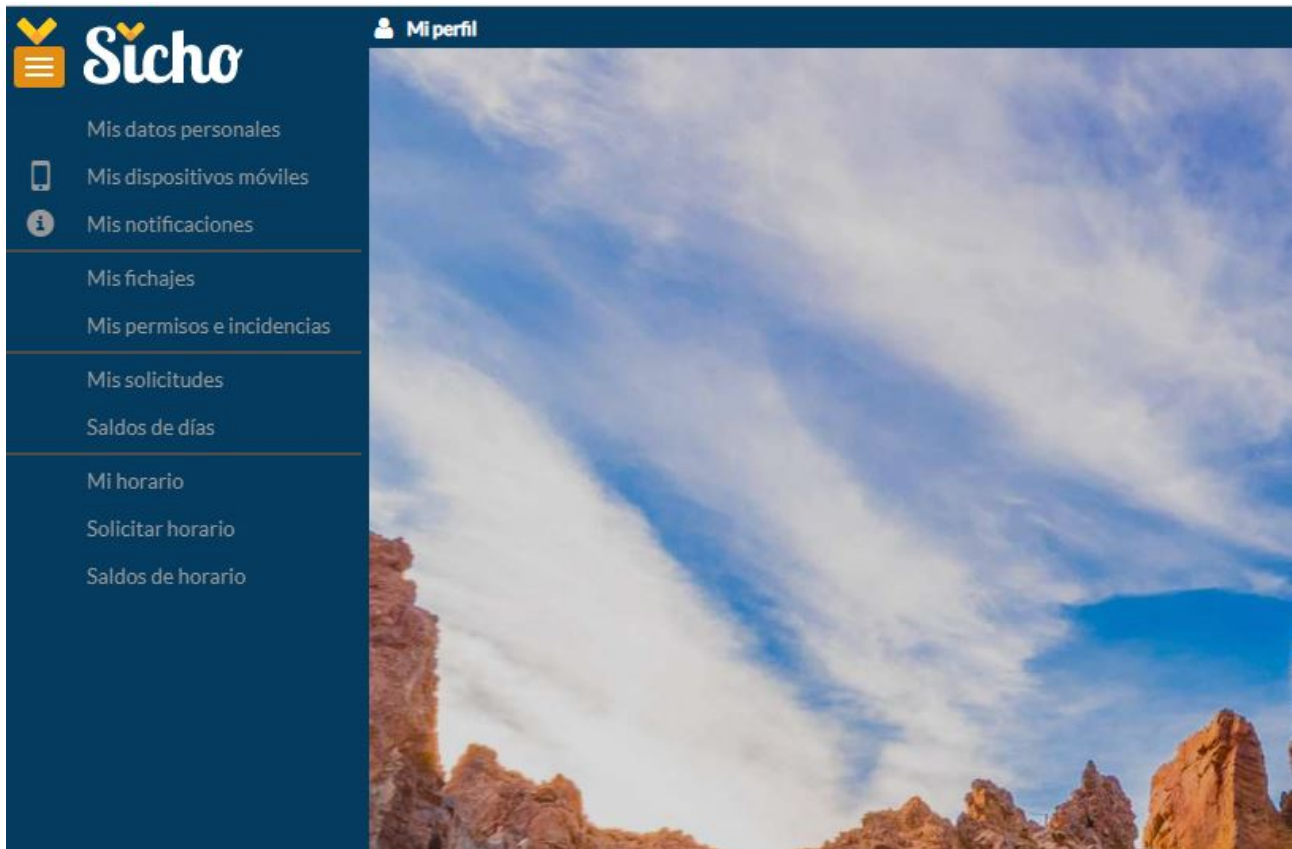 Sicho
Mi perfil
Mis datos personales
Mis dispositivos móviles
Mis notificaciones
Mis fichajes
Mis permisos e incidencias
Mis solicitudes
Saldos de días
Mi horario
Solicitar horario
Saldos de horario